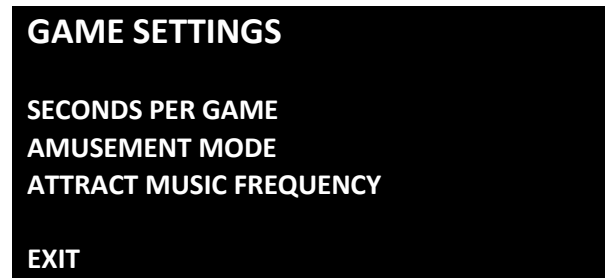 GAME SETTINGS
SECONDS PER GAME
AMUSEMENT MODE
ATTRACT MUSIC FREQUENCY
EXIT